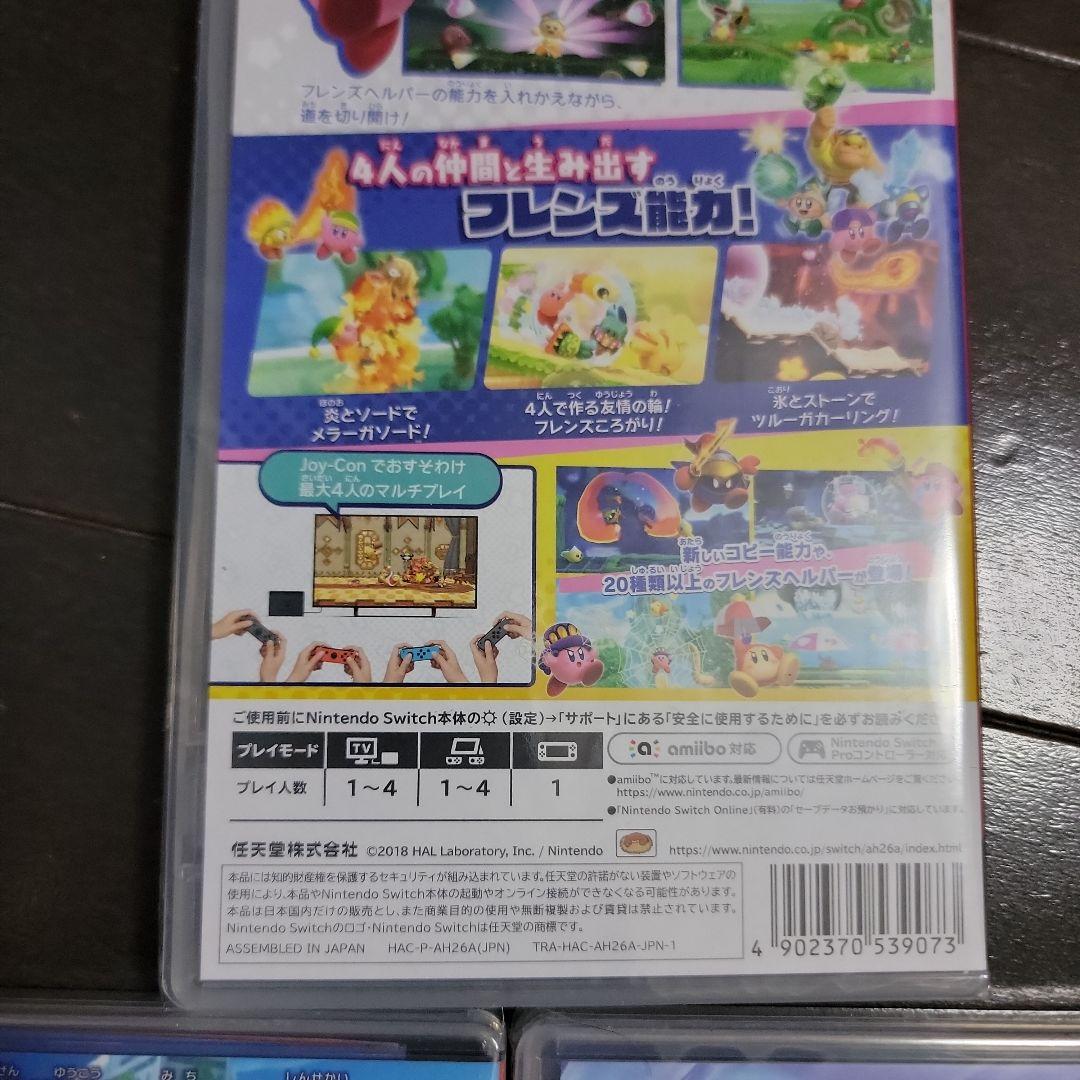 フレンズヘルパーの能力を入れかえながら、
道を切り開け!
4人の仲間と生み出す
フレンズ能力!
炎とソードで
メラーガソード!
4人で作る友情の輪!
フレンズころがり!
氷とストーンで
ツルーガカーリング!
Joy-Con でおすそわけ
最大4人のマルチプレイ
新しいコピー能力や、
20種類以上のフレンズヘルパーが登場!
ご使用前にNintendo Switch本体の (設定)→「サポート」にある「安全に使用するために」を必ずお読みくださ
プレイモード TV
プレイ人数 1〜4 1〜4 1
amiibo 対応
Nintendo Switch
Proコントローラー対応
●amiibo™に対応しています。最新情報については任天堂ホームページをご覧ください。
https://www.nintendo.co.jp/amiibo/
●「Nintendo Switch Online」(有料)の「セーブデータお預かり」に対応しています。
任天堂株式会社 ©2018 HAL Laboratory, Inc. / Nintendo
https://www.nintendo.co.jp/switch/ah26a/index.html
本品には知的財産権を保護するセキュリティが組み込まれています。任天堂の許諾がない装置やソフトウェアの
使用により、本品やNintendo Switch本体の起動やオンライン接続ができなくなる可能性があります。
本品は日本国内だけの販売とし、また商業目的の使用や無断複製および賃貸は禁止されています。
Nintendo Switchのロゴ・Nintendo Switchは任天堂の商標です。
ASSEMBLED IN JAPAN HAC-P-AH26A(JPN) TRA-HAC-AH26A-JPN-1
4 902370 539073
さん ゆうこう みち しんせかい